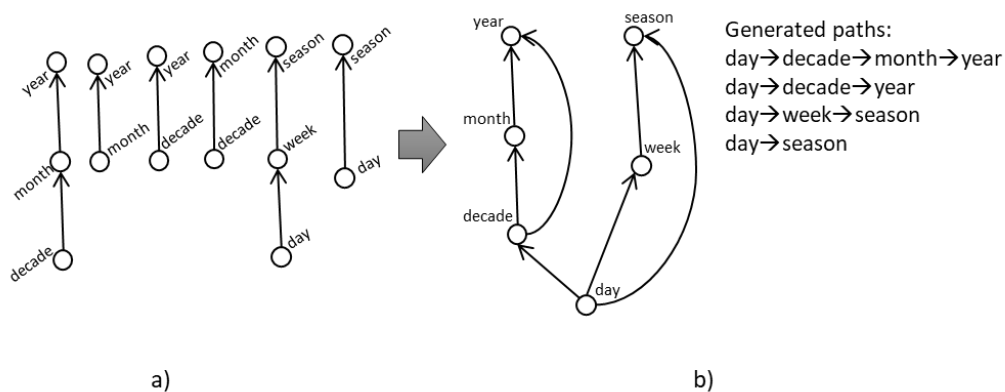 year
year
year
month
season
season
month
month
decade
decade
week
day
decade
day
a)
year
season
month
week
decade
day
b)
Generated paths:
day→decade→month→year
day→decade→year
day→week→season
day→season